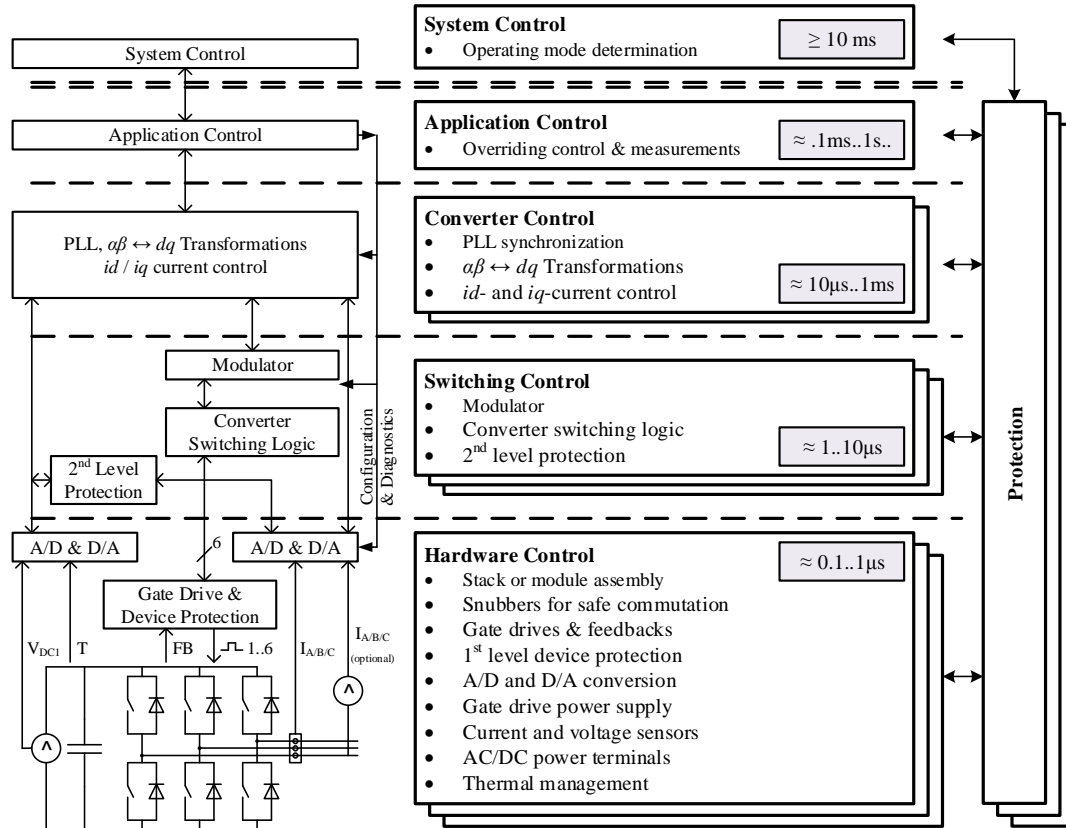 System Control
Application Control
PLL, αβ ↔ dq Transformations
id / iq current control
Modulator
Converter
Switching Logic
2nd Level
Protection
Configuration
& Diagnostics
A/D & D/A
6
A/D & D/A
Gate Drive &
Device Protection
VDC1
T
FB
1..6
IA/B/C
IA/B/C
(optional)
System Control
• Operating mode determination
≥ 10 ms
Application Control
• Overriding control & measurements
≈ .1ms..1s..
Converter Control
• PLL synchronization
• αβ ↔ dq Transformations
• id- and iq-current control
≈ 10μs..1ms
Switching Control
• Modulator
• Converter switching logic
• 2nd level protection
≈ 1..10μs
Hardware Control
≈ 0.1..1μs
• Stack or module assembly
• Snubbers for safe commutation
• Gate drives & feedbacks
• 1st level device protection
• A/D and D/A conversion
• Gate drive power supply
• Current and voltage sensors
• AC/DC power terminals
• Thermal management
Protection